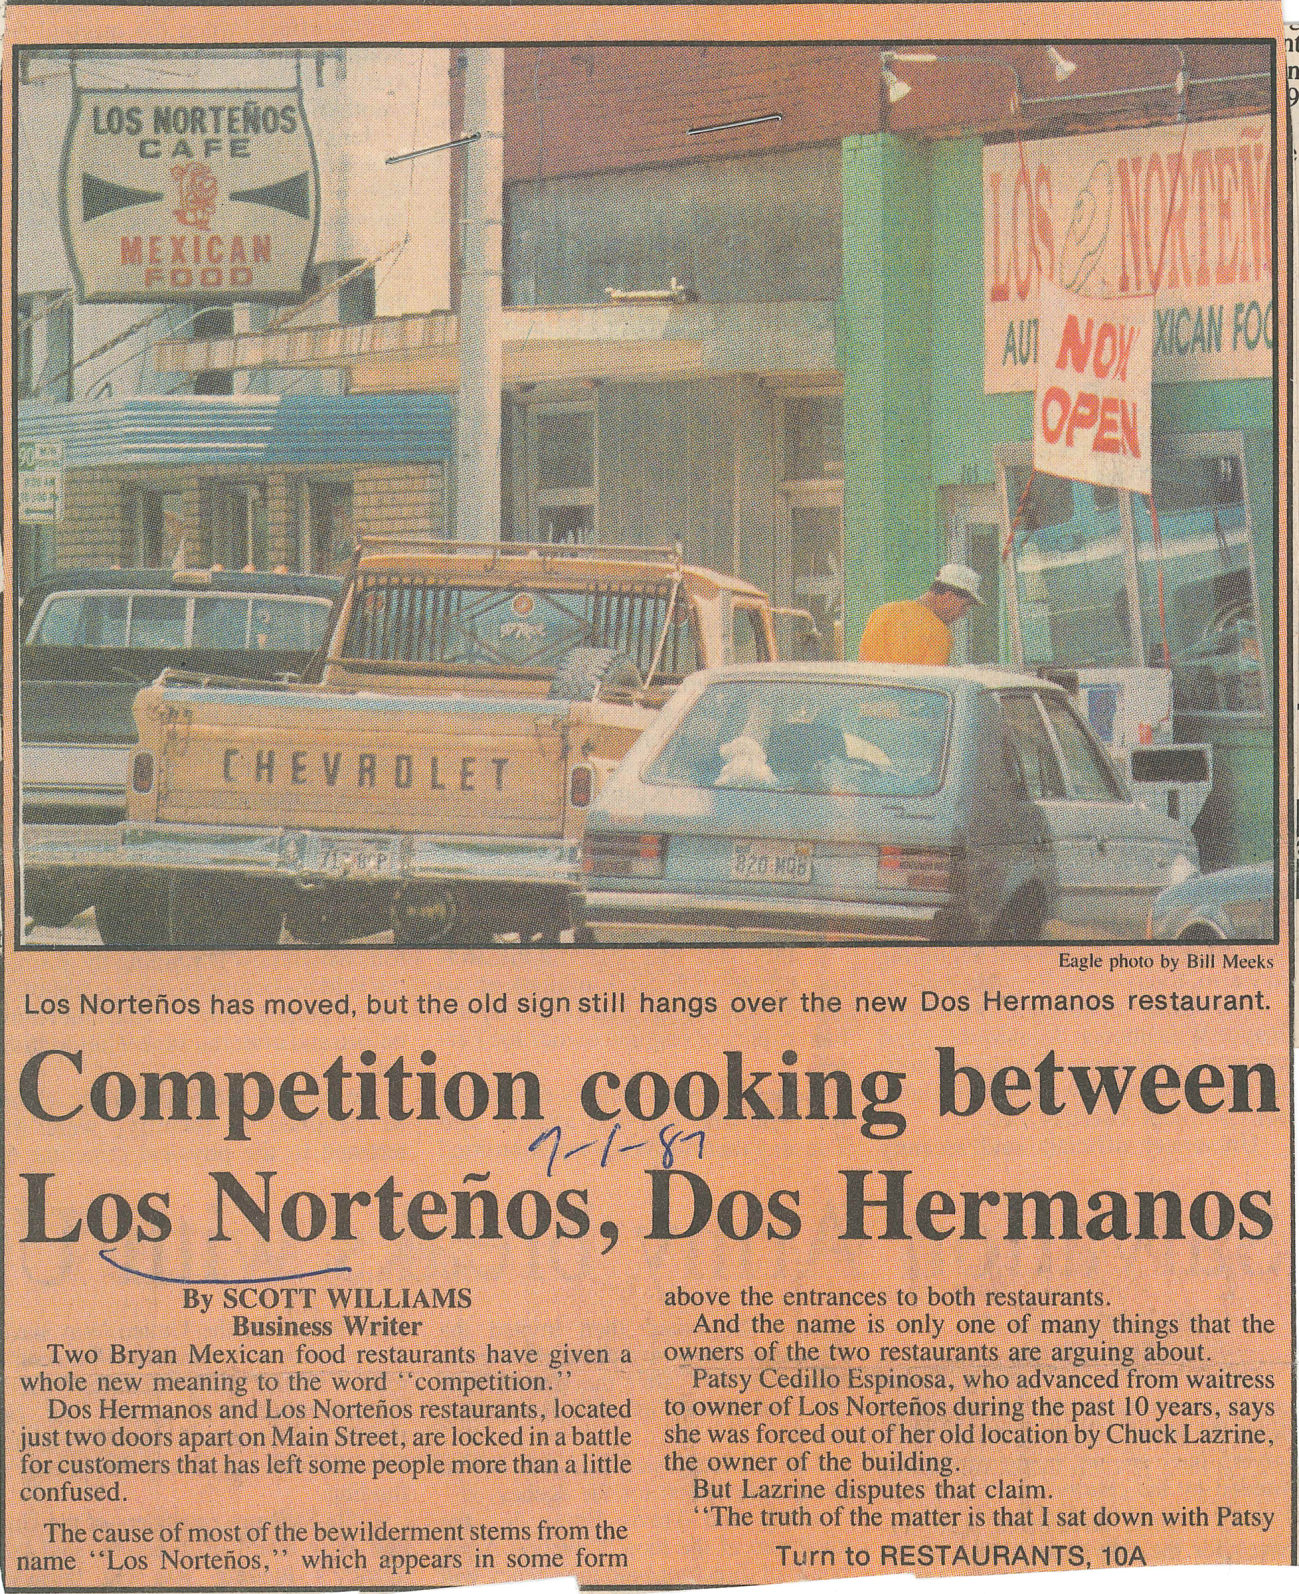 LOS NORTEÑOS
CAFE
MEXICAN
FOOD
LOS NORTEÑ
AUT
XICAN FOO
NOW
OPEN
CHEVROLET
820 MQB
Eagle photo by Bill Meeks
Los Norteños has moved, but the old sign still hangs over the new Dos Hermanos restaurant.
Competition cooking between
7-1-87
Los Norteños, Dos Hermanos
By SCOTT WILLIAMS
Business Writer
Two Bryan Mexican food restaurants have given a
whole new meaning to the word "competition."
Dos Hermanos and Los Norteños restaurants, located
just two doors apart on Main Street, are locked in a battle
for customers that has left some people more than a little
confused.
The cause of most of the bewilderment stems from the
name "Los Norteños," which appears in some form
above the entrances to both restaurants.
And the name is only one of many things that the
owners of the two restaurants are arguing about.
Patsy Cedillo Espinosa, who advanced from waitress
to owner of Los Norteños during the past 10 years, says
she was forced out of her old location by Chuck Lazrine,
the owner of the building.
But Lazrine disputes that claim.
"The truth of the matter is that I sat down with Patsy
Turn to RESTAURANTS, 10A